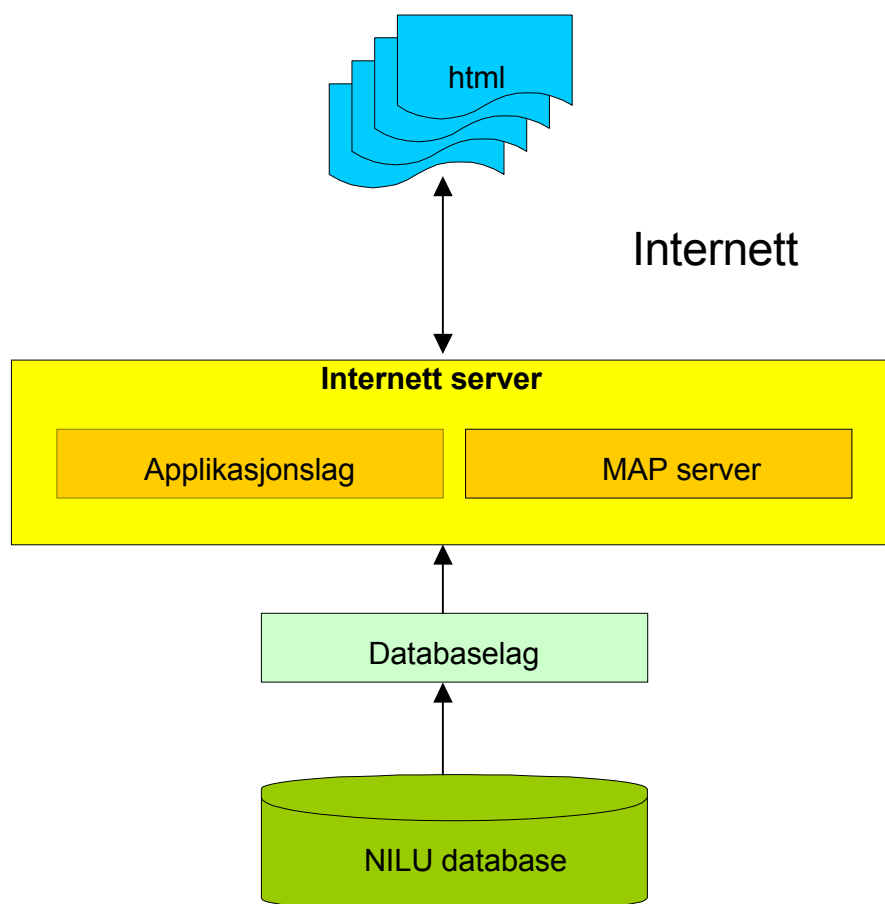 html
Internett
Internett server
Applikasjonslag
MAP server
Databaselag
NILU database